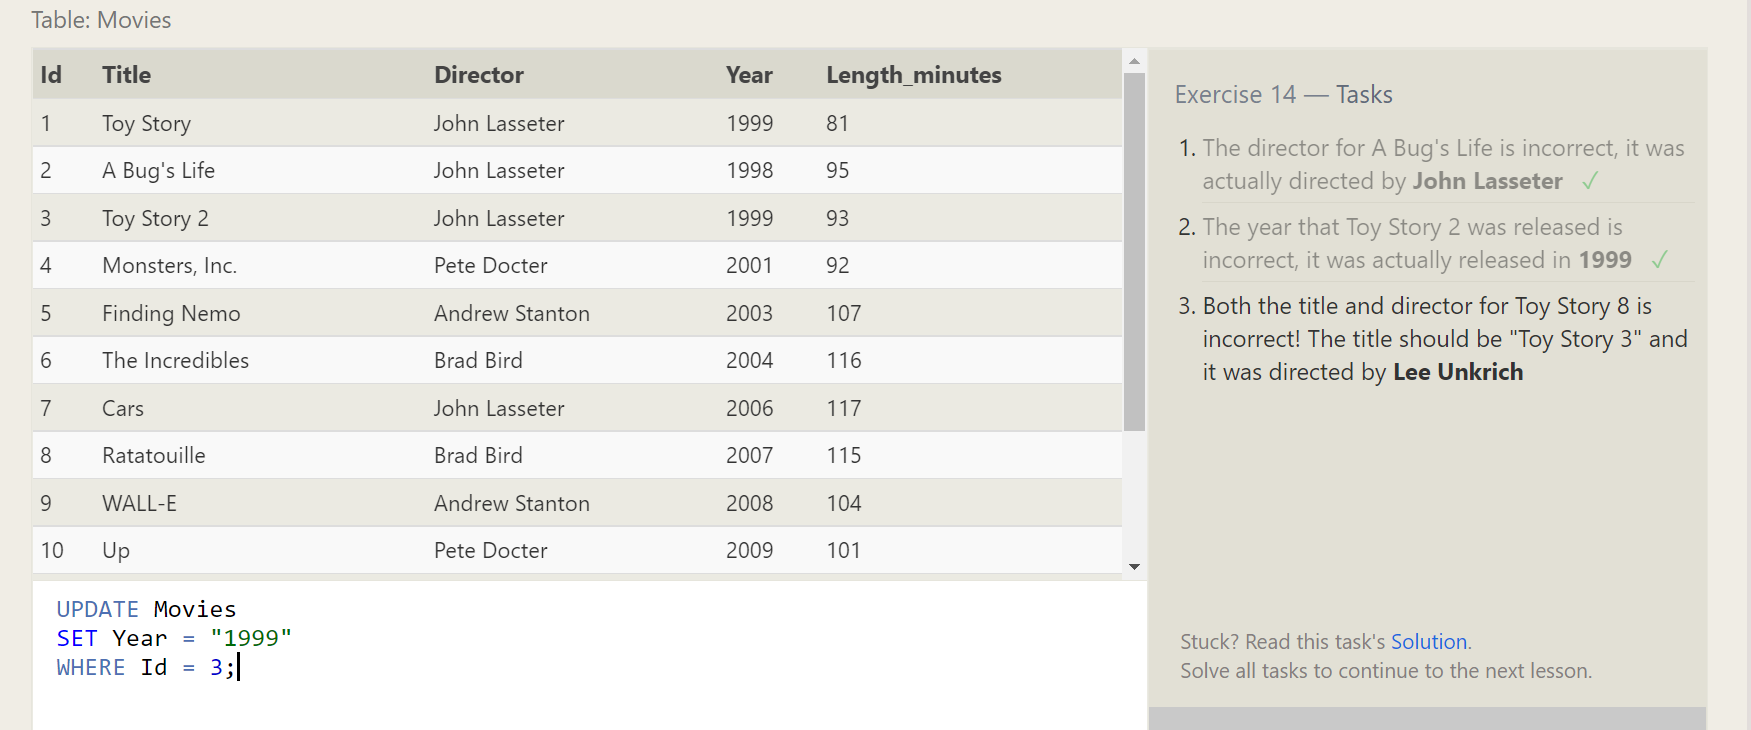 Table: Movies
Id Title Director Year Length_minutes
1 Toy Story John Lasseter 1999 81
2 A Bug's Life John Lasseter 1998 95
3 Toy Story 2 John Lasseter 1999 93
4 Monsters, Inc. Pete Docter 2001 92
5 Finding Nemo Andrew Stanton 2003 107
6 The Incredibles Brad Bird 2004 116
7 Cars John Lasseter 2006 117
8 Ratatouille Brad Bird 2007 115
9 WALL-E Andrew Stanton 2008 104
10 Up Pete Docter 2009 101
UPDATE Movies
SET Year = "1999"
WHERE Id = 3;
Exercise 14 — Tasks
1. The director for A Bug's Life is incorrect, it was
actually directed by John Lasseter ✓
2. The year that Toy Story 2 was released is
incorrect, it was actually released in 1999 ✓
3. Both the title and director for Toy Story 8 is
incorrect! The title should be "Toy Story 3" and
it was directed by Lee Unkrich
Stuck? Read this task's Solution.
Solve all tasks to continue to the next lesson.